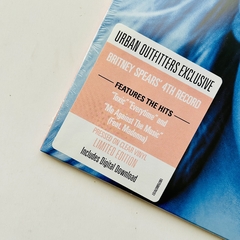 URBAN OUTFITTERS EXCLUSIVE
BRITNEY SPEARS' 4TH RECORD
FEATURES THE HITS
"Toxic," "Everytime" and
"Me Against The Music"
(Feat. Madonna)
PRESSED ON CLEAR VINYL
LIMITED EDITION
Includes Digital Download